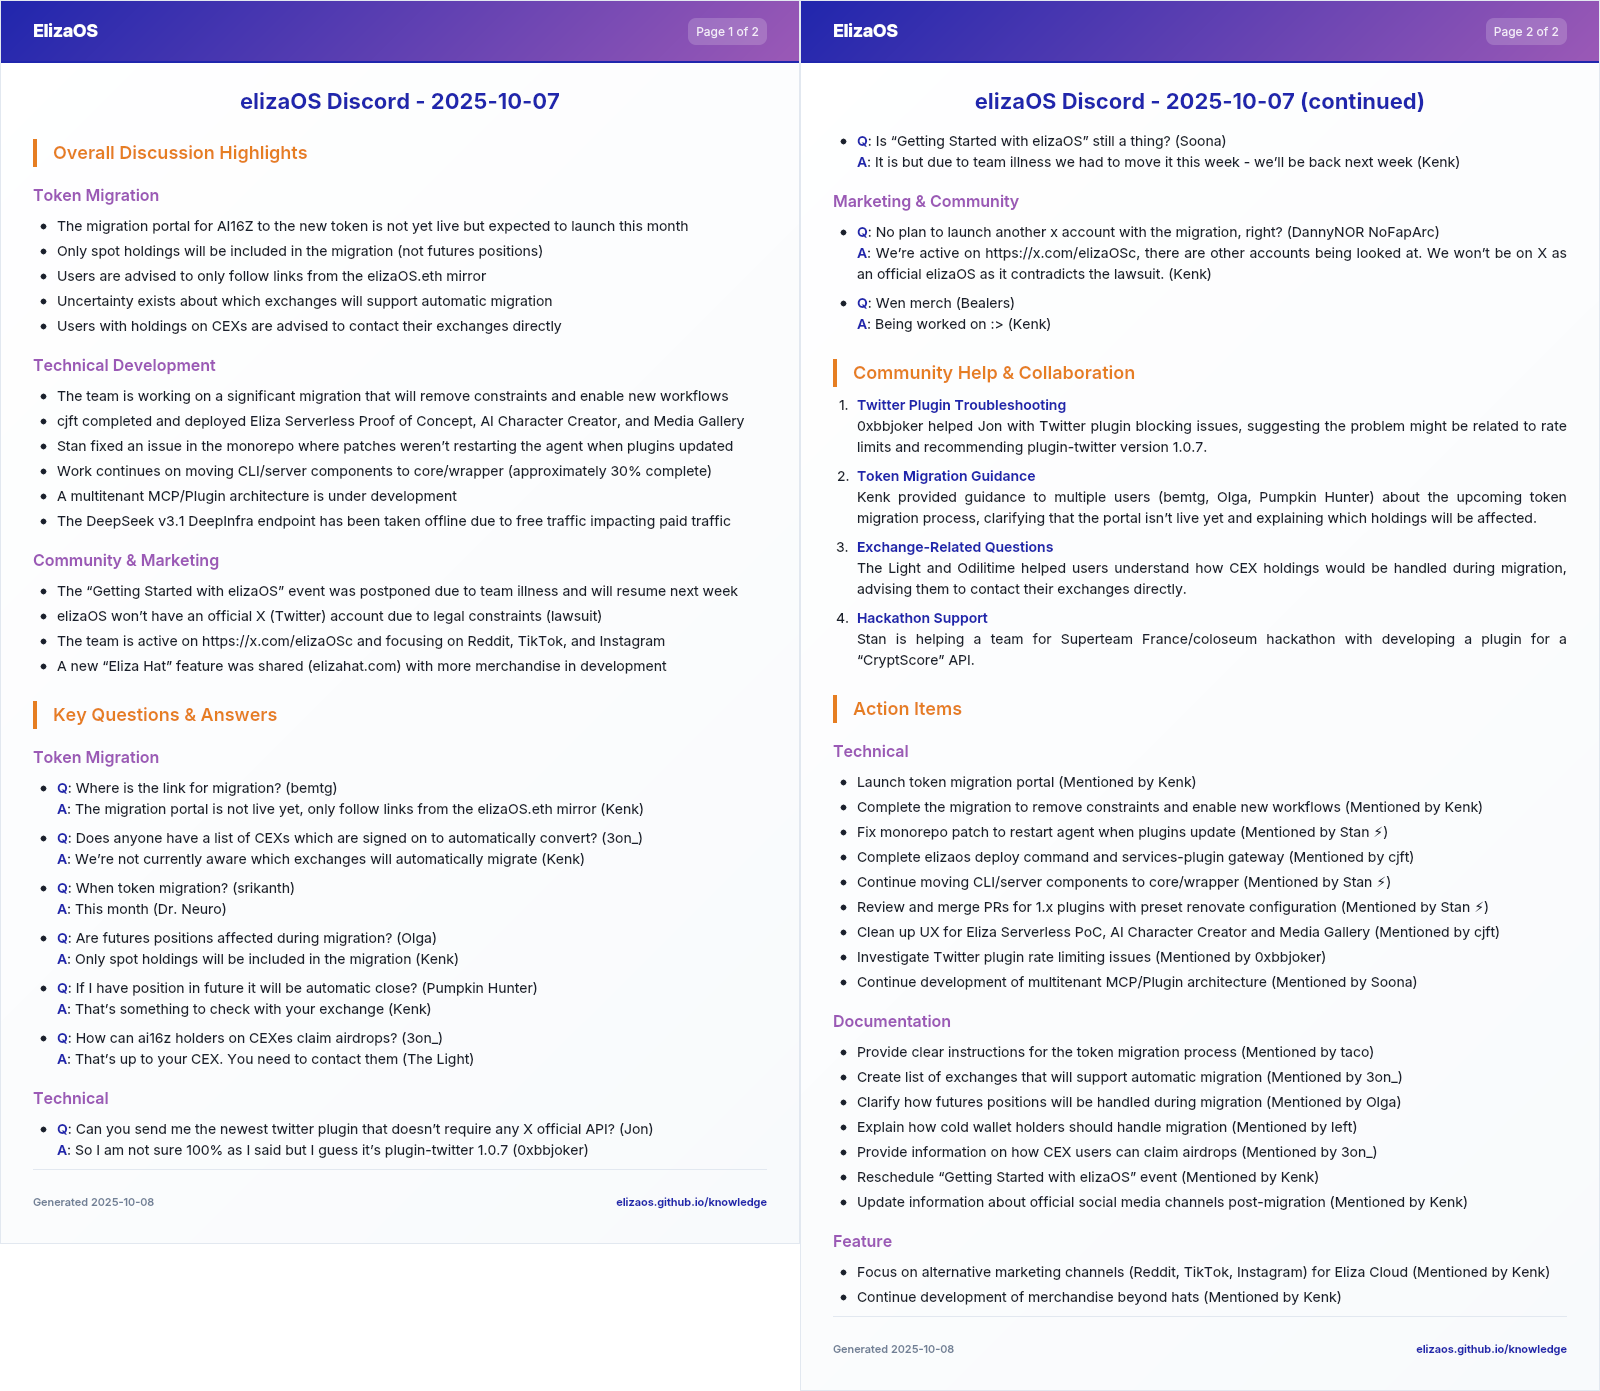 ElizaOS
Page 1 of 2
elizaOS Discord - 2025-10-07
Overall Discussion Highlights
Token Migration
• The migration portal for AI16Z to the new token is not yet live but expected to launch this month
• Only spot holdings will be included in the migration (not futures positions)
• Users are advised to only follow links from the elizaOS.eth mirror
• Uncertainty exists about which exchanges will support automatic migration
• Users with holdings on CEXs are advised to contact their exchanges directly
Technical Development
• The team is working on a significant migration that will remove constraints and enable new workflows
• cjft completed and deployed Eliza Serverless Proof of Concept, AI Character Creator, and Media Gallery
• Stan fixed an issue in the monorepo where patches weren’t restarting the agent when plugins updated
• Work continues on moving CLI/server components to core/wrapper (approximately 30% complete)
• A multitenant MCP/Plugin architecture is under development
• The DeepSeek v3.1 DeepInfra endpoint has been taken offline due to free traffic impacting paid traffic
Community & Marketing
• The “Getting Started with elizaOS” event was postponed due to team illness and will resume next week
• elizaOS won’t have an official X (Twitter) account due to legal constraints (lawsuit)
• The team is active on https://x.com/elizaOSc and focusing on Reddit, TikTok, and Instagram
• A new “Eliza Hat” feature was shared (elizahat.com) with more merchandise in development
Key Questions & Answers
Token Migration
• Q: Where is the link for migration? (bemtg)
A: The migration portal is not live yet, only follow links from the elizaOS.eth mirror (Kenk)
• Q: Does anyone have a list of CEXs which are signed on to automatically convert? (3on_)
A: We’re not currently aware which exchanges will automatically migrate (Kenk)
• Q: When token migration? (srikanth)
A: This month (Dr. Neuro)
• Q: Are futures positions affected during migration? (Olga)
A: Only spot holdings will be included in the migration (Kenk)
• Q: If I have position in future it will be automatic close? (Pumpkin Hunter)
A: That’s something to check with your exchange (Kenk)
• Q: How can ai16z holders on CEXes claim airdrops? (3on_)
A: That’s up to your CEX. You need to contact them (The Light)
Technical
• Q: Can you send me the newest twitter plugin that doesn’t require any X official API? (Jon)
A: So I am not sure 100% as I said but I guess it’s plugin-twitter 1.0.7 (0xbbjoker)
Generated 2025-10-08
elizaos.github.io/knowledge
ElizaOS
Page 2 of 2
elizaOS Discord - 2025-10-07 (continued)
• Q: Is “Getting Started with elizaOS” still a thing? (Soona)
A: It is but due to team illness we had to move it this week - we’ll be back next week (Kenk)
Marketing & Community
• Q: No plan to launch another x account with the migration, right? (DannyNOR NoFapArc)
A: We’re active on https://x.com/elizaOSc, there are other accounts being looked at. We won’t be on X as
an official elizaOS as it contradicts the lawsuit. (Kenk)
• Q: Wen merch (Bealers)
A: Being worked on :> (Kenk)
Community Help & Collaboration
1. Twitter Plugin Troubleshooting
0xbbjoker helped Jon with Twitter plugin blocking issues, suggesting the problem might be related to rate
limits and recommending plugin-twitter version 1.0.7.
2. Token Migration Guidance
Kenk provided guidance to multiple users (bemtg, Olga, Pumpkin Hunter) about the upcoming token
migration process, clarifying that the portal isn’t live yet and explaining which holdings will be affected.
3. Exchange-Related Questions
The Light and Odilitime helped users understand how CEX holdings would be handled during migration,
advising them to contact their exchanges directly.
4. Hackathon Support
Stan is helping a team for Superteam France/coloseum hackathon with developing a plugin for a
“CryptScore” API.
Action Items
Technical
• Launch token migration portal (Mentioned by Kenk)
• Complete the migration to remove constraints and enable new workflows (Mentioned by Kenk)
• Fix monorepo patch to restart agent when plugins update (Mentioned by Stan ⚡)
• Complete elizaos deploy command and services-plugin gateway (Mentioned by cjft)
• Continue moving CLI/server components to core/wrapper (Mentioned by Stan ⚡)
• Review and merge PRs for 1.x plugins with preset renovate configuration (Mentioned by Stan ⚡)
• Clean up UX for Eliza Serverless PoC, AI Character Creator and Media Gallery (Mentioned by cjft)
• Investigate Twitter plugin rate limiting issues (Mentioned by 0xbbjoker)
• Continue development of multitenant MCP/Plugin architecture (Mentioned by Soona)
Documentation
• Provide clear instructions for the token migration process (Mentioned by taco)
• Create list of exchanges that will support automatic migration (Mentioned by 3on_)
• Clarify how futures positions will be handled during migration (Mentioned by Olga)
• Explain how cold wallet holders should handle migration (Mentioned by left)
• Provide information on how CEX users can claim airdrops (Mentioned by 3on_)
• Reschedule “Getting Started with elizaOS” event (Mentioned by Kenk)
• Update information about official social media channels post-migration (Mentioned by Kenk)
Feature
• Focus on alternative marketing channels (Reddit, TikTok, Instagram) for Eliza Cloud (Mentioned by Kenk)
• Continue development of merchandise beyond hats (Mentioned by Kenk)
Generated 2025-10-08
elizaos.github.io/knowledge